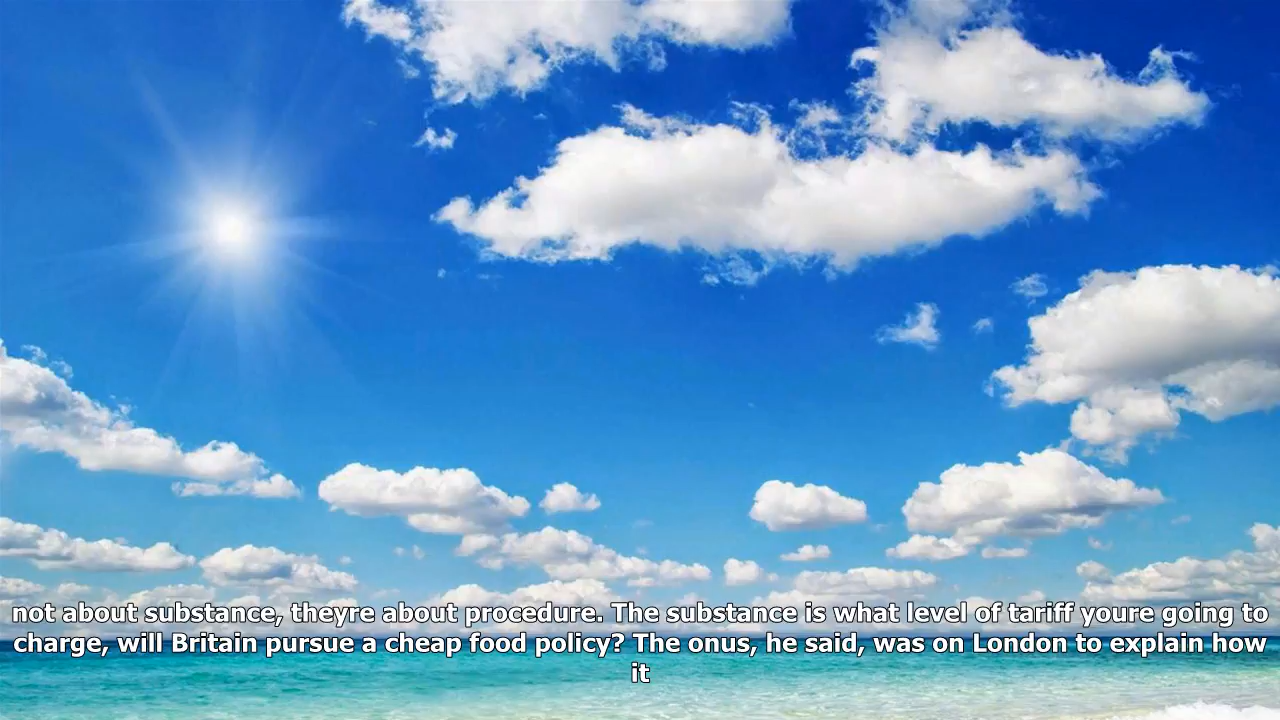 not about substance, theyre about procedure. The substance is what level of tariff youre going to
charge, will Britain pursue a cheap food policy? The onus, he said, was on London to explain how
it